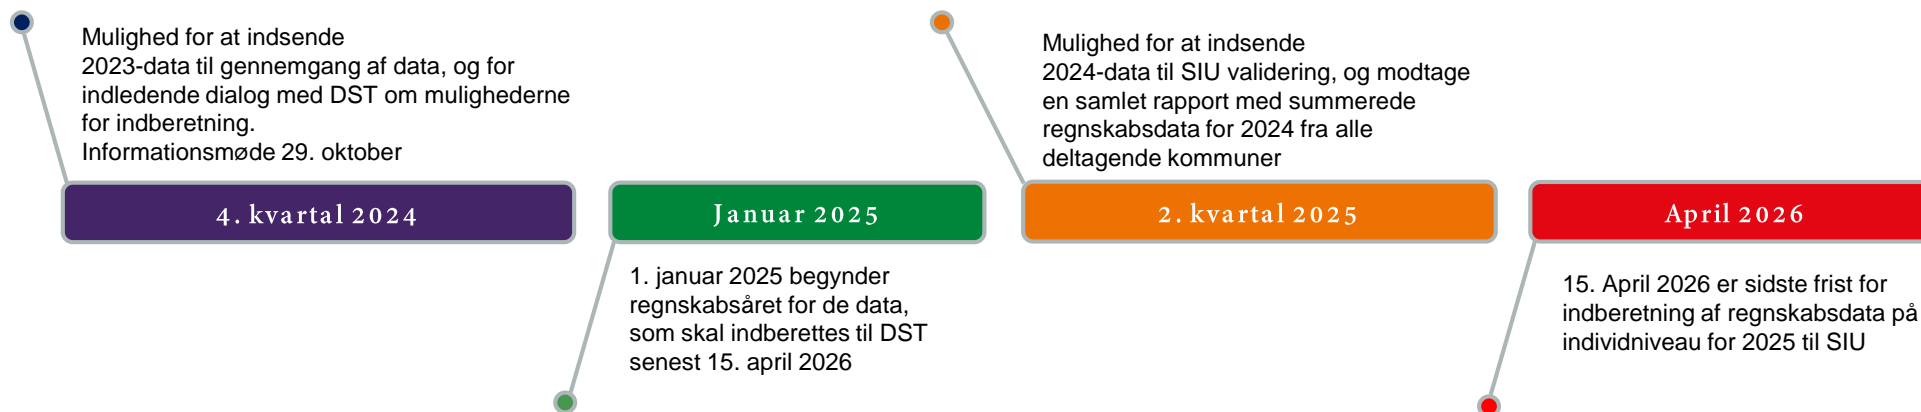 Mulighed for at indsende
2023-data til gennemgang af data, og for
indledende dialog med DST om mulighederne
for indberetning.
Informationsmøde 29. oktober
4. kvartal 2024
Januar 2025
1. januar 2025 begynder
regnskabsåret for de data,
som skal indberettes til DST
senest 15. april 2026
Mulighed for at indsende
2024-data til SIU validering, og modtage
en samlet rapport med summerede
regnskabsdata for 2024 fra alle
deltagende kommuner
2. kvartal 2025
April 2026
15. April 2026 er sidste frist for
indberetning af regnskabsdata på
individniveau for 2025 til SIU